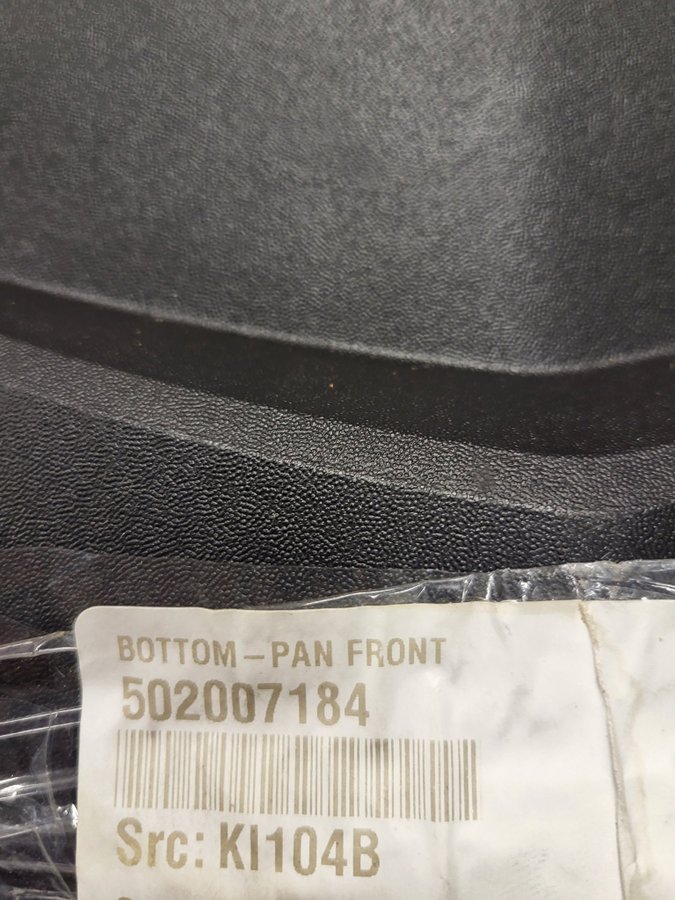 BOTTOM-PAN FRONT
502007184
Src: KI104B